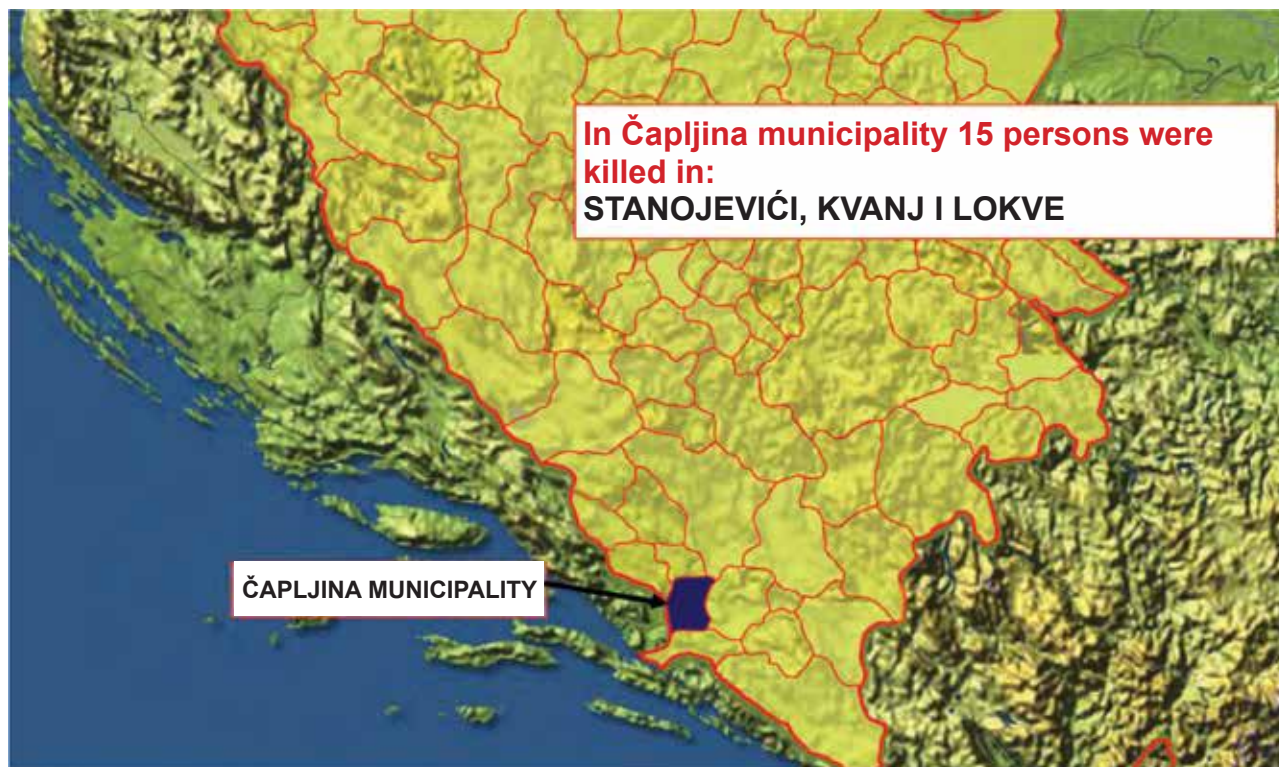 In Čapljina municipality 15 persons were
killed in:
STANOJEVIĆI, KVANJ I LOKVE
ČAPLJINA MUNICIPALITY